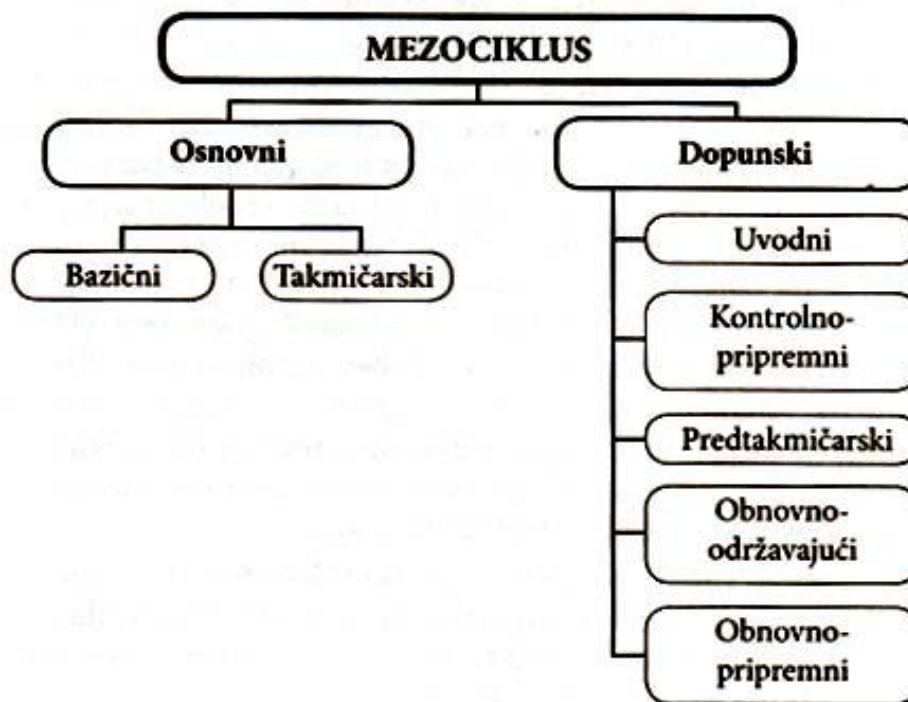 MEZOCIKLUS
Osnovni
Dopunski
Bazični
Takmičarski
Uvodni
Kontrolno-
pripremni
Predtakmičarski
Obnovno-
održavajući
Obnovno-
pripremni